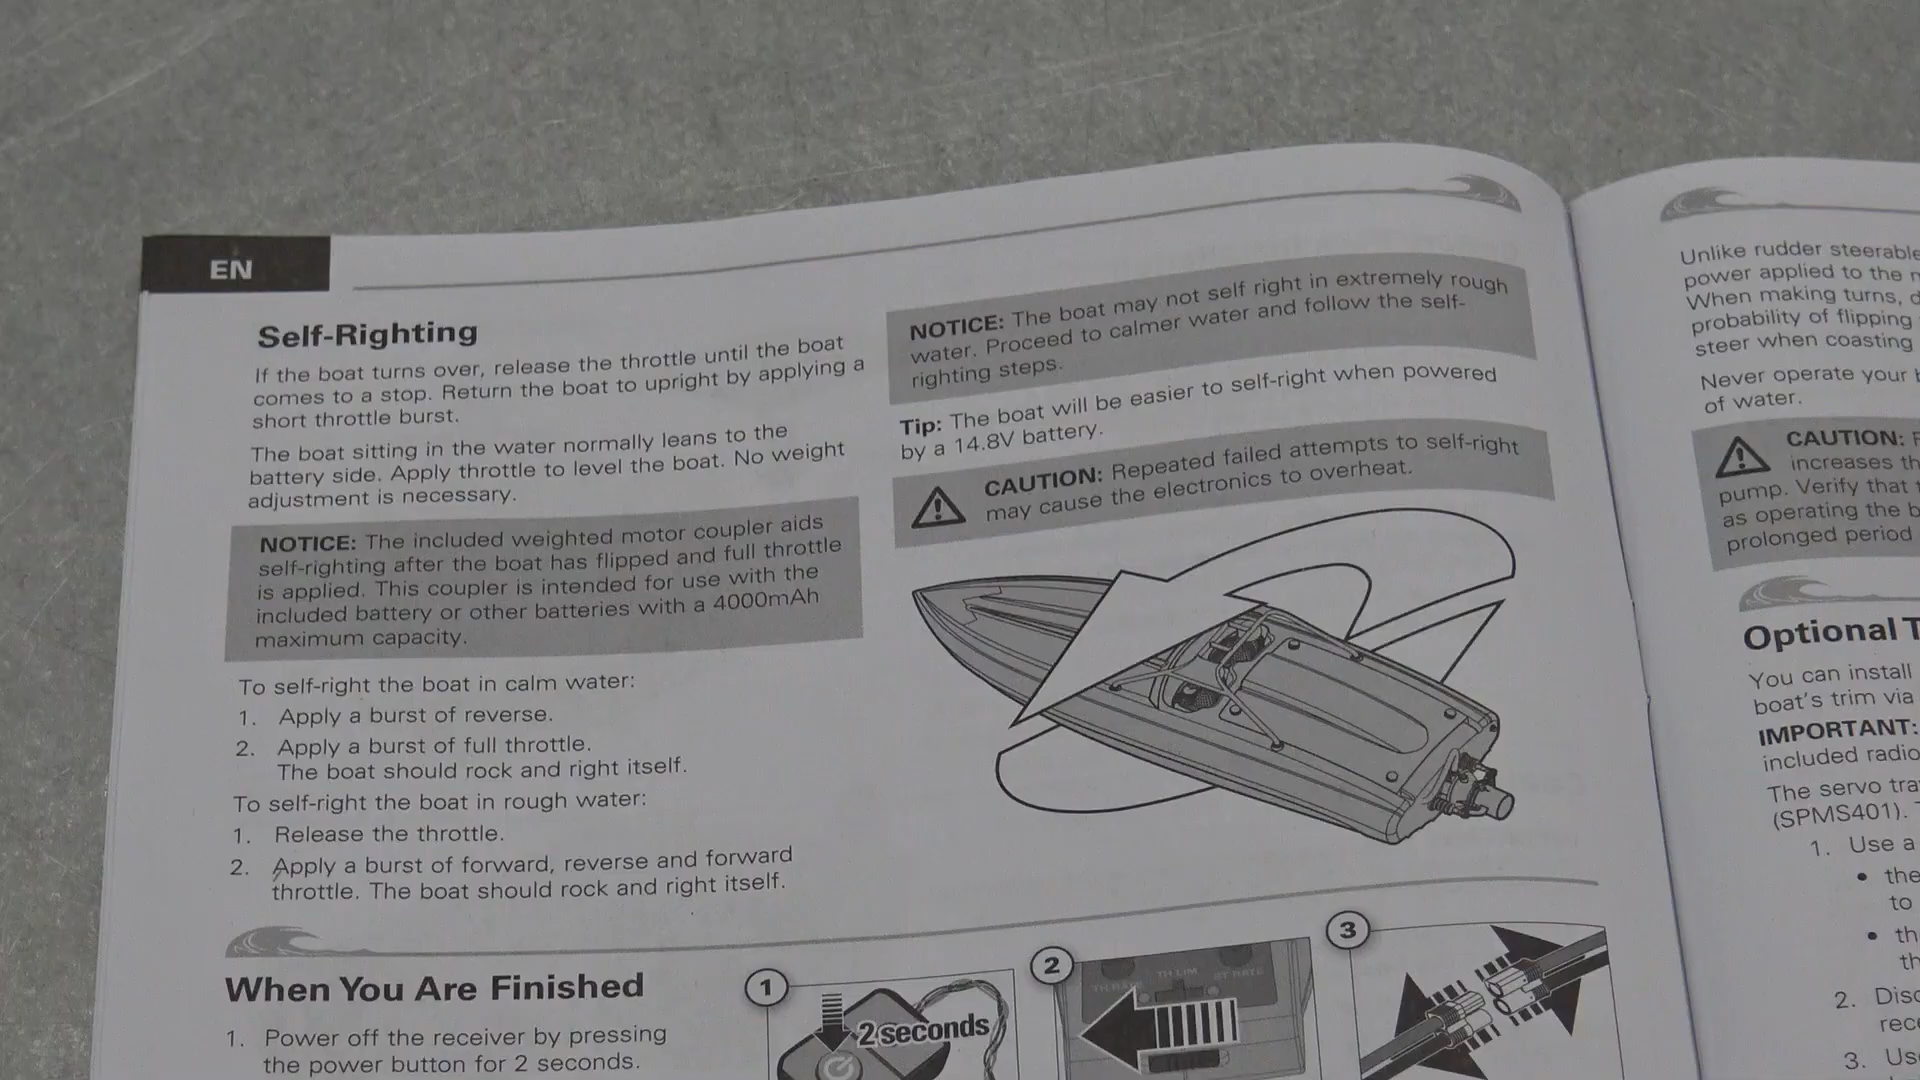 EN
Self-Righting
If the boat turns over, release the throttle until the boat
comes to a stop. Return the boat to upright by applying a
short throttle burst.
The boat sitting in the water normally leans to the
battery side. Apply throttle to level the boat. No weight
adjustment is necessary.
NOTICE: The included weighted motor coupler aids
self-righting after the boat has flipped and full throttle
is applied. This coupler is intended for use with the
included battery or other batteries with a 4000mAh
maximum capacity.
To self-right the boat in calm water:
1. Apply a burst of reverse.
2. Apply a burst of full throttle.
The boat should rock and right itself.
To self-right the boat in rough water:
1. Release the throttle.
2. Apply a burst of forward, reverse and forward
throttle. The boat should rock and right itself.
NOTICE: The boat may not self right in extremely rough
water. Proceed to calmer water and follow the self-
righting steps.
Tip: The boat will be easier to self-right when powered
by a 14.8V battery.
CAUTION: Repeated failed attempts to self-right
may cause the electronics to overheat.
When You Are Finished
1. Power off the receiver by pressing
the power button for 2 seconds.
1
2 seconds
2
TH LIM
ST RATE
3
Unlike rudder steerable
power applied to the
When making turns,
probability of flipping
steer when coasting
Never operate your
of water.
CAUTION:
increases
pump. Verify that
as operating the
prolonged period
Optional
You can install
boat's trim via
IMPORTANT:
included radio
The servo
(SPMS401).
1. Use a
• the
to
•
2.
3.